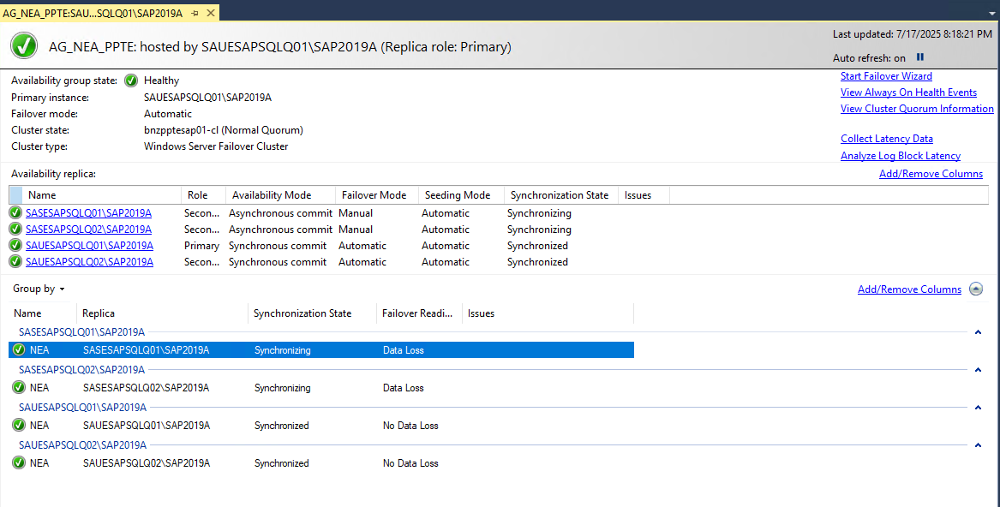 AG_NEA_PPTE:SAU...SQLQ01\SAP2019A
AG_NEA_PPTE: hosted by SAUESAPSQLQ01\SAP2019A (Replica role: Primary)
Last updated: 7/17/2025 8:18:21 PM
Auto refresh: on
Availability group state: Healthy
Primary instance: SAUESAPSQLQ01\SAP2019A
Failover mode: Automatic
Cluster state: bnzpptesap01-cl (Normal Quorum)
Cluster type: Windows Server Failover Cluster
Start Failover Wizard
View Always On Health Events
View Cluster Quorum Information
Collect Latency Data
Analyze Log Block Latency
Availability replica: Add/Remove Columns
Name Role Availability Mode Failover Mode Seeding Mode Synchronization State Issues
SASESAPSQLQ01\SAP2019A Secon... Asynchronous commit Manual Automatic Synchronizing
SASESAPSQLQ02\SAP2019A Secon... Asynchronous commit Manual Automatic Synchronizing
SAUESAPSQLQ01\SAP2019A Primary Synchronous commit Automatic Automatic Synchronized
SAUESAPSQLQ02\SAP2019A Secon... Synchronous commit Automatic Automatic Synchronized
Group by Add/Remove Columns
Name Replica Synchronization State Failover Readi... Issues
SASESAPSQLQ01\SAP2019A
NEA SASESAPSQLQ01\SAP2019A Synchronizing Data Loss
SASESAPSQLQ02\SAP2019A
NEA SASESAPSQLQ02\SAP2019A Synchronizing Data Loss
SAUESAPSQLQ01\SAP2019A
NEA SAUESAPSQLQ01\SAP2019A Synchronized No Data Loss
SAUESAPSQLQ02\SAP2019A
NEA SAUESAPSQLQ02\SAP2019A Synchronized No Data Loss